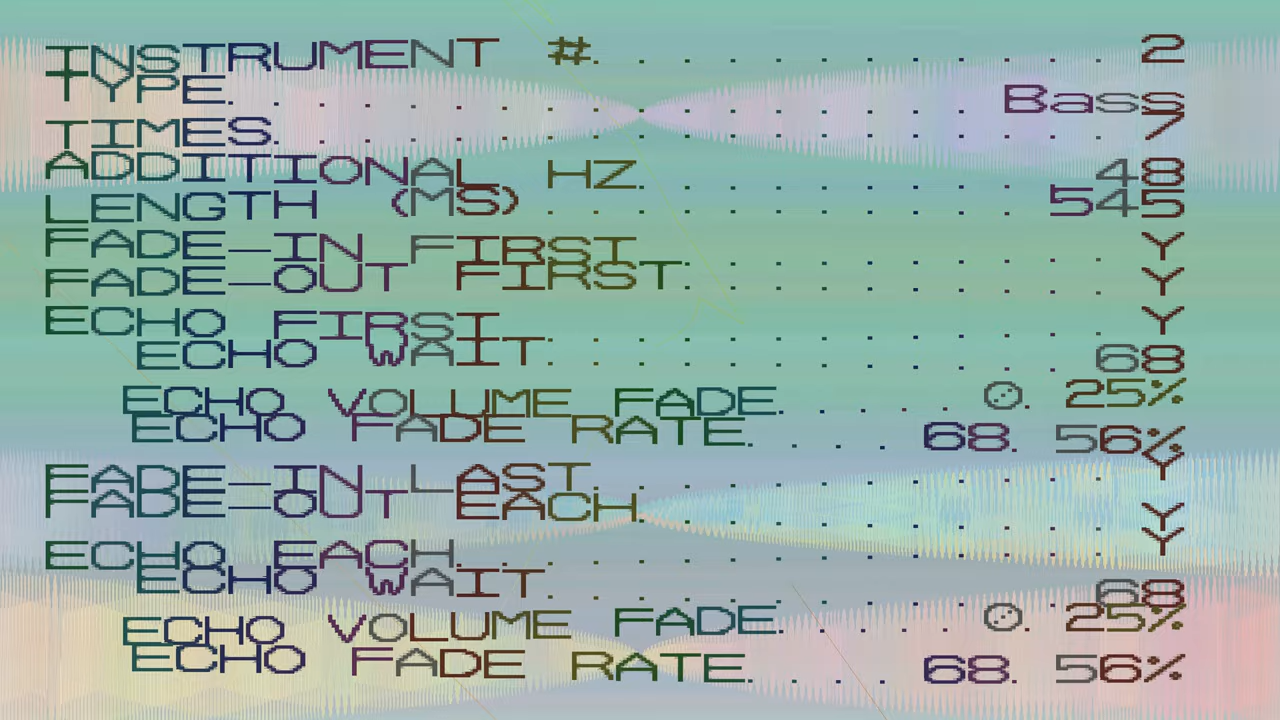 INSTRUMENT #. . . . . . . . . . . . 2
TYPE. . . . . . . . . . . . . . . . . . . . Bass
TIMES. . . . . . . . . . . . . . . . . . . . 7
ADDITIONAL HZ. . . . . . . . . . 48
LENGTH (MS) . . . . . . . . . . . 545
FADE-IN FIRST . . . . . . . . . . . Y
FADE-OUT FIRST. . . . . . . . . . Y
ECHO FIRST . . . . . . . . . . . . . Y
ECHO WAIT. . . . . . . . . . . . . 68
ECHO VOLUME FADE. . . . . 0. 25%
ECHO FADE RATE. . . . 68. 56%
FADE-IN LAST. . . . . . . . . . . . Y
FADE-OUT EACH. . . . . . . . . . . Y
ECHO EACH. . . . . . . . . . . . . . . Y
ECHO WAIT. . . . . . . . . . . . . 68
ECHO VOLUME FADE. . . . . 0. 25%
ECHO FADE RATE. . . . 68. 56%